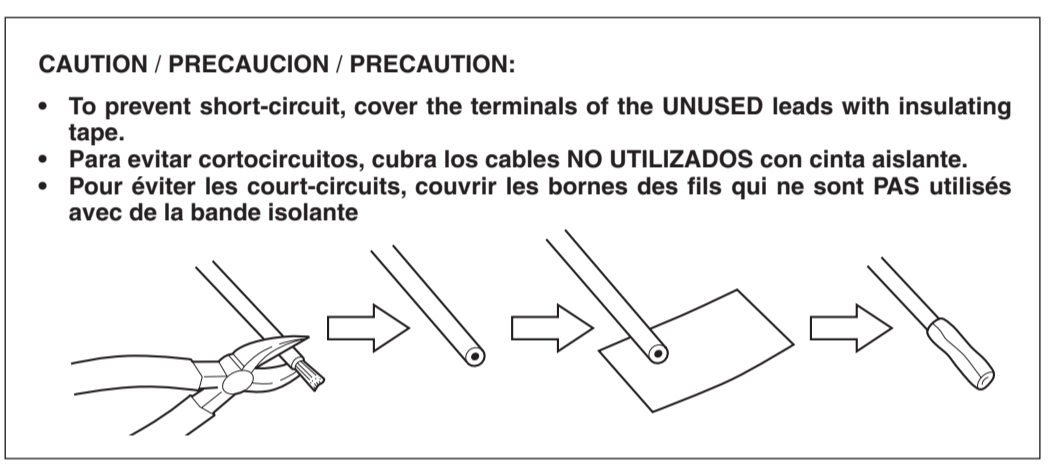 CAUTION / PRECAUCION / PRECAUTION:
• To prevent short-circuit, cover the terminals of the UNUSED leads with insulating
tape.
• Para evitar cortocircuitos, cubra los cables NO UTILIZADOS con cinta aislante.
• Pour éviter les court-circuits, couvrir les bornes des fils qui ne sont PAS utilisés
avec de la bande isolante